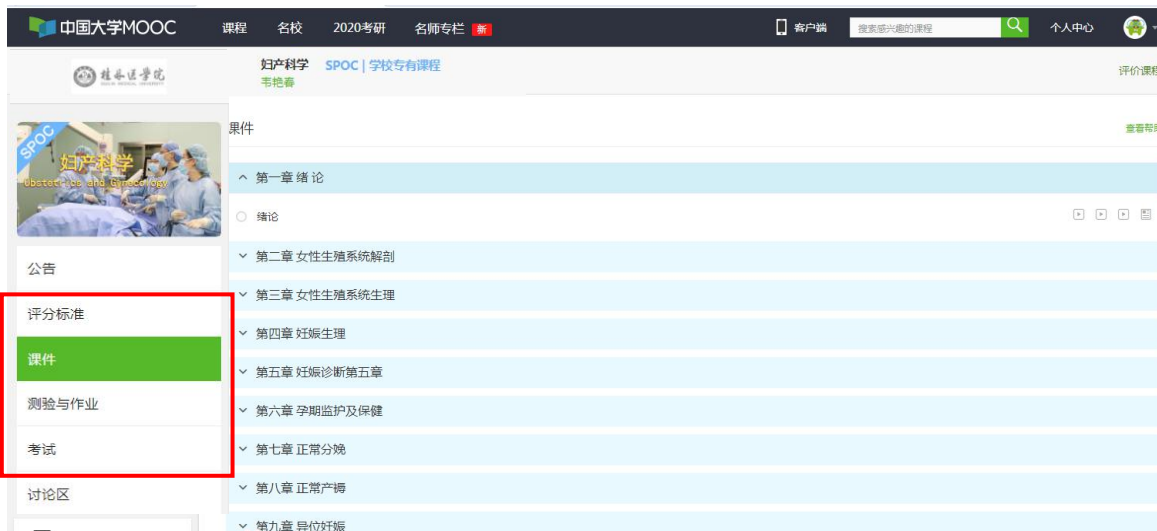 中国大学MOOC 课程 名校 2020考研 名师专栏 新 客户端 搜索感兴趣的课程 个人中心
桂林医学院 妇产科学 SPOC | 学校专有课程 评价课程
韦艳春
SPOC
妇产科学
Obstetrics and Gynecology
课件 查看帮助
第一章 绪 论
绪论
公告
评分标准
课件
测验与作业
考试
讨论区
第二章 女性生殖系统解剖
第三章 女性生殖系统生理
第四章 妊娠生理
第五章 妊娠诊断第五章
第六章 孕期监护及保健
第七章 正常分娩
第八章 正常产褥
第九章 异位妊娠